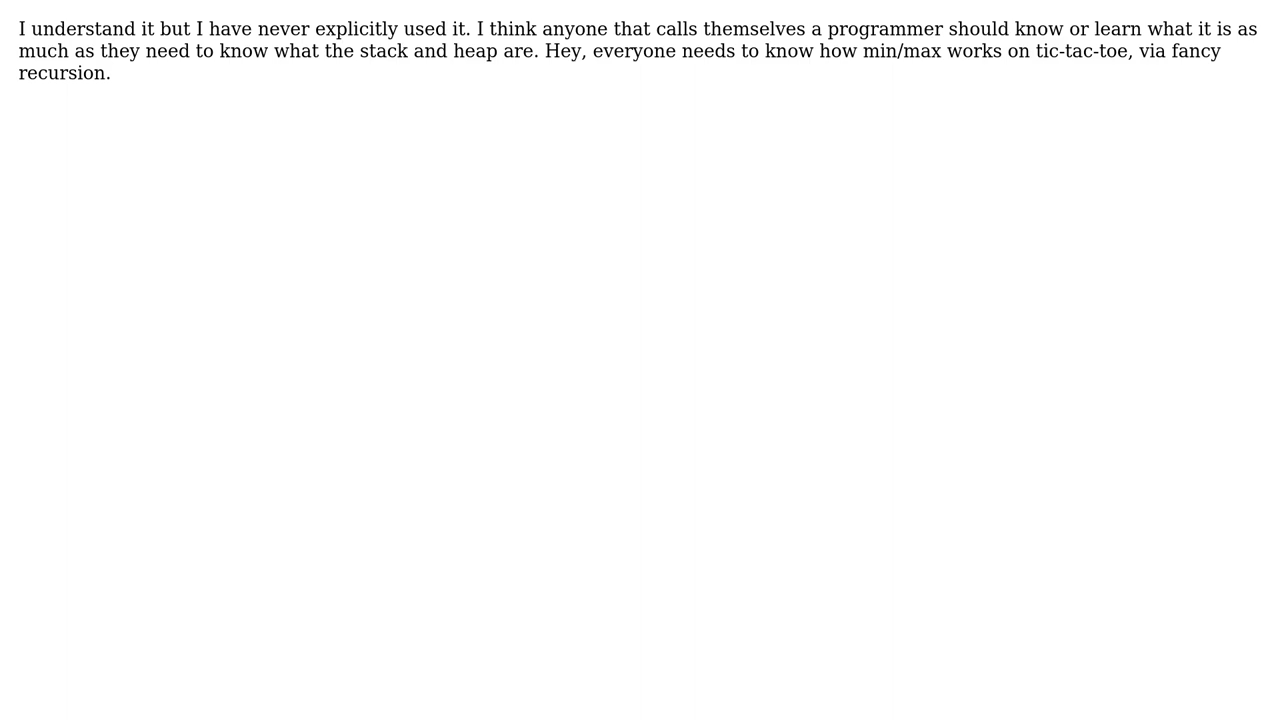 I understand it but I have never explicitly used it. I think anyone that calls themselves a programmer should know or learn what it is as
much as they need to know what the stack and heap are. Hey, everyone needs to know how min/max works on tic-tac-toe, via fancy
recursion.